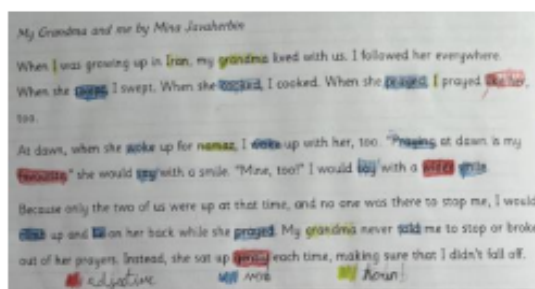 My Grandma and me by Mina Javaherbin
When I was growing up in Iran, my grandma lived with us. I followed her everywhere.
When she swept, I swept. When she cooked, I cooked. When she prayed, I prayed like her,
too.
At dawn, when she woke up for namaz, I woke up with her, too. "Praying at dawn is my
favourite," she would say with a smile. "Mine, too!" I would say with a smile.
Because only the two of us were up at that time, and no one was there to stop me, I would
up and on her back while she prayed. My grandma never told me to stop or broke
out of her prayers. Instead, she sat up each time, making sure that I didn't fall off.
adjective verb Noun!